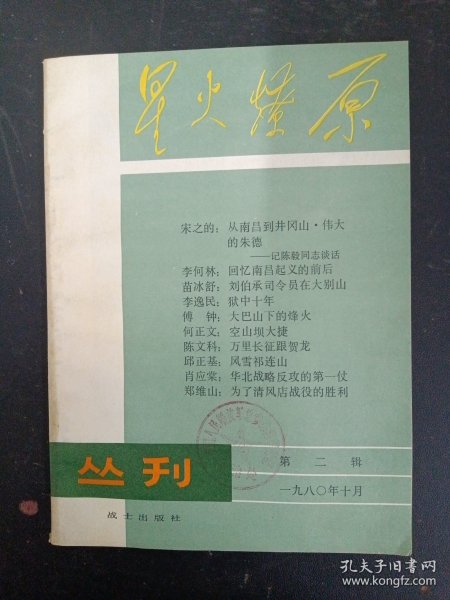 星火燎原
宋之的：从南昌到井冈山·伟大
的朱德
——记陈毅同志谈话
李何林：回忆南昌起义的前后
苗冰舒：刘伯承司令员在大别山
李逸民：狱中十年
傅　钟：大巴山下的烽火
何正文：空山坝大捷
陈文科：万里长征跟贺龙
邱正基：风雪祁连山
肖应棠：华北战略反攻的第一仗
郑维山：为了清风店战役的胜利
第二辑
丛刊
一九八〇年十月
战士出版社
孔夫子旧书网
www.kongfz.com